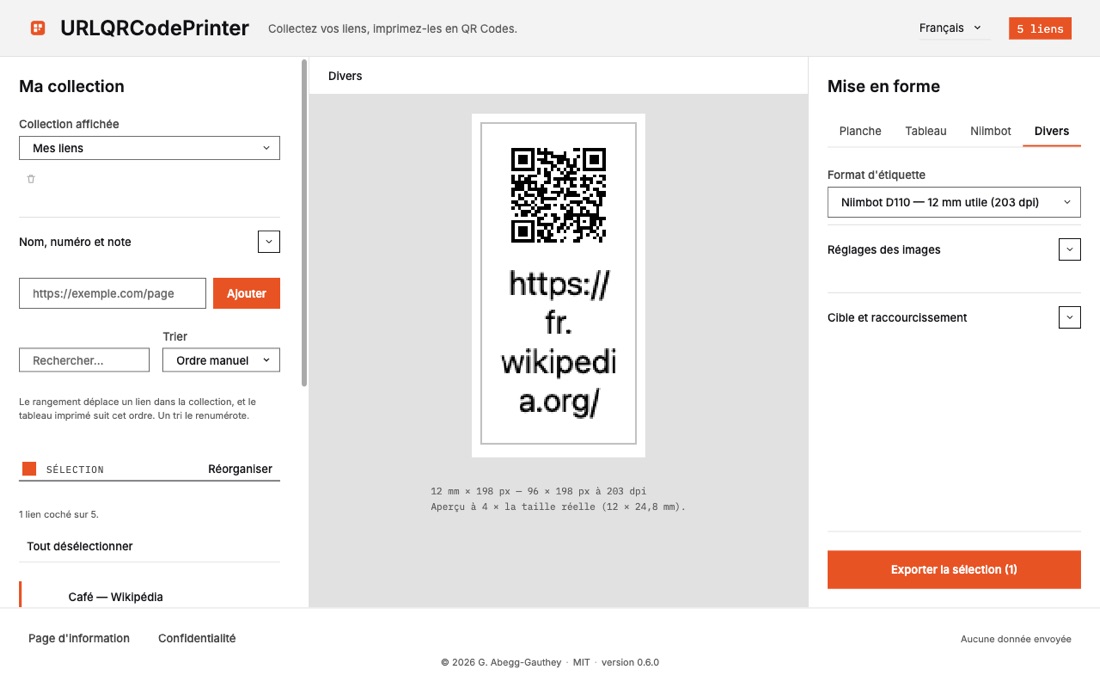 URLQRCodePrinter
Collectez vos liens, imprimez-les en QR Codes.
Français
5 liens
Ma collection
Collection affichée
Mes liens
Nom, numéro et note
https://exemple.com/page
Ajouter
Trier
Rechercher...
Ordre manuel
Le rangement déplace un lien dans la collection, et le
tableau imprimé suit cet ordre. Un tri le renumérote.
SÉLECTION
Réorganiser
1 lien coché sur 5.
Tout désélectionner
Café — Wikipédia
Divers
https://
fr.
wikipedi
a.org/
12 mm × 198 px — 96 × 198 px à 203 dpi
Aperçu à 4 × la taille réelle (12 × 24,8 mm).
Mise en forme
Planche
Tableau
Niimbot
Divers
Format d'étiquette
Niimbot D110 — 12 mm utile (203 dpi)
Réglages des images
Cible et raccourcissement
Exporter la sélection (1)
Page d'information
Confidentialité
Aucune donnée envoyée
© 2026 G. Abegg-Gauthey · MIT · version 0.6.0